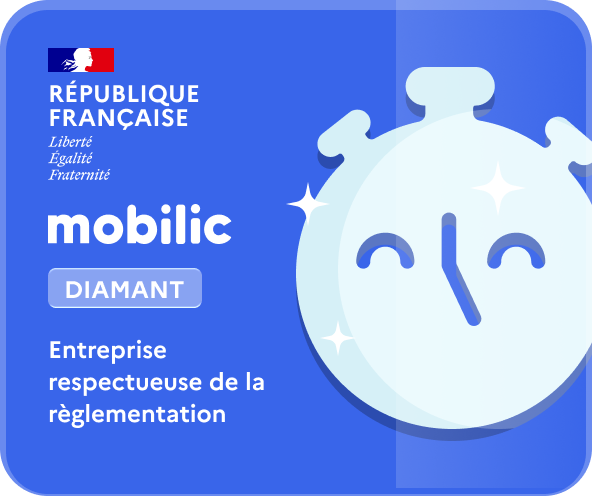 RÉPUBLIQUE
FRANÇAISE
Liberté
Égalité
Fraternité
mobilic
DIAMANT
Entreprise
respectueuse de la
règlementation